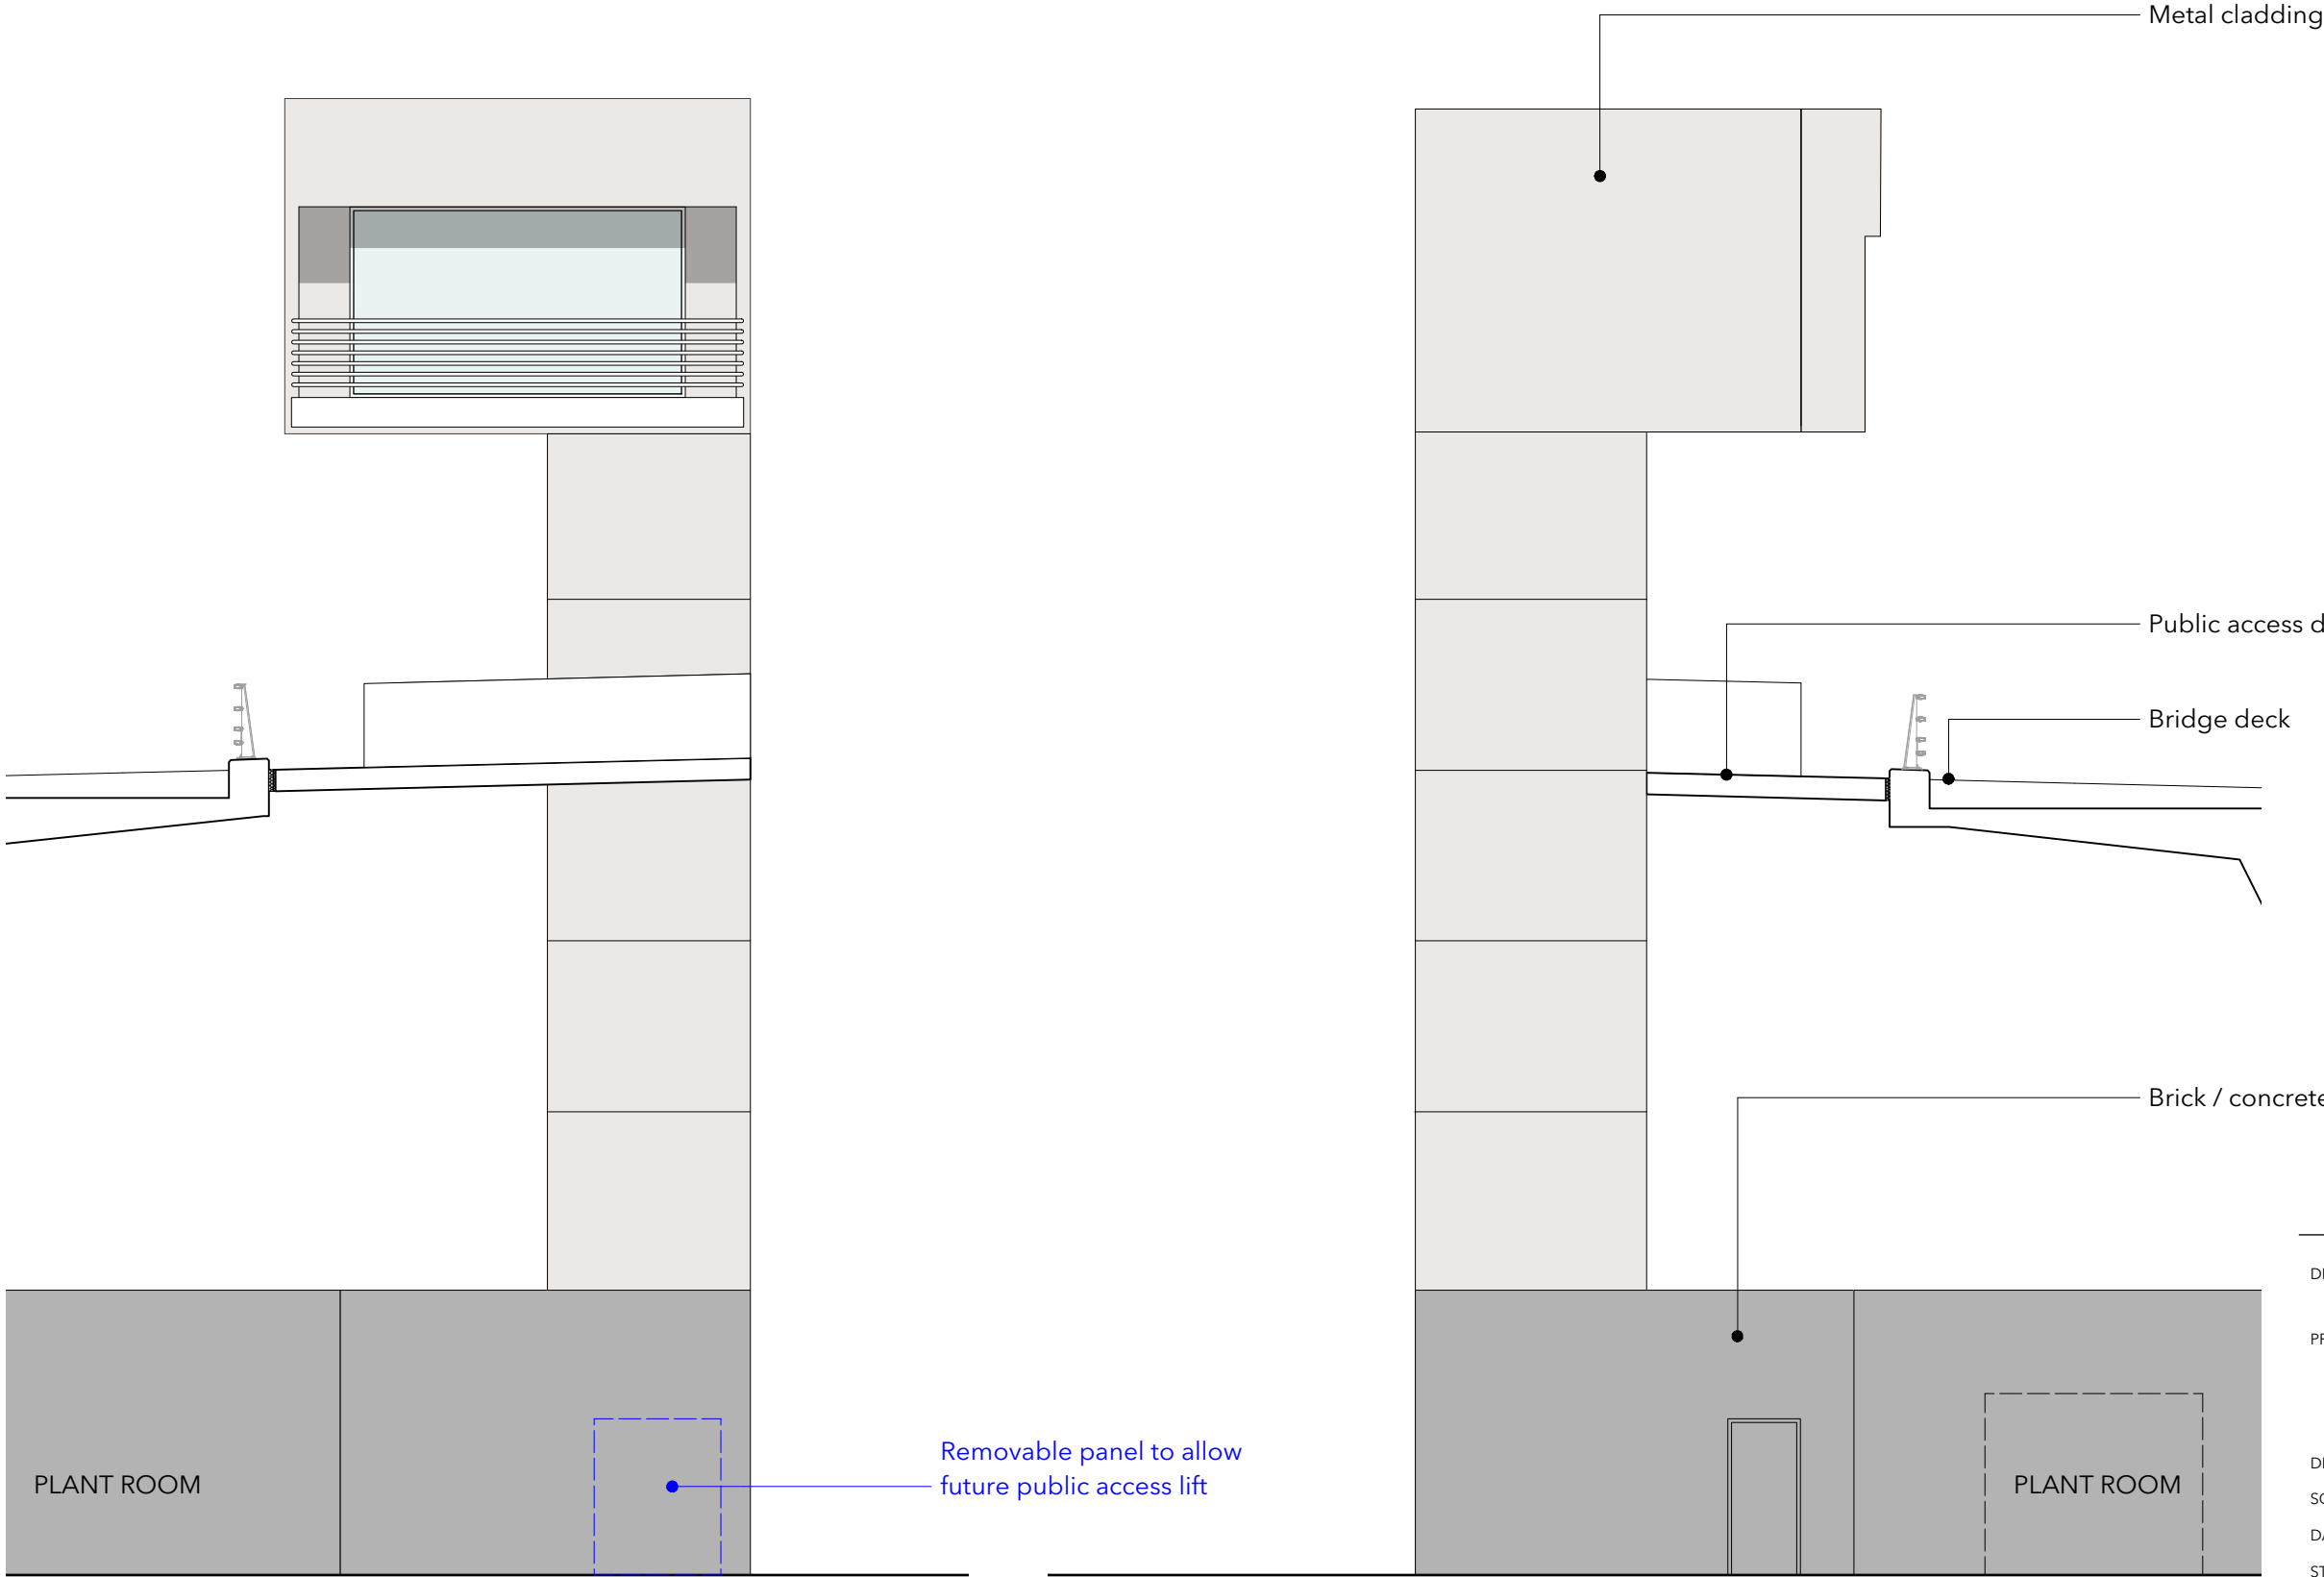 Metal cladding
Public access d
Bridge deck
Brick / concrete
Removable panel to allow
future public access lift
PLANT ROOM
PLANT ROOM